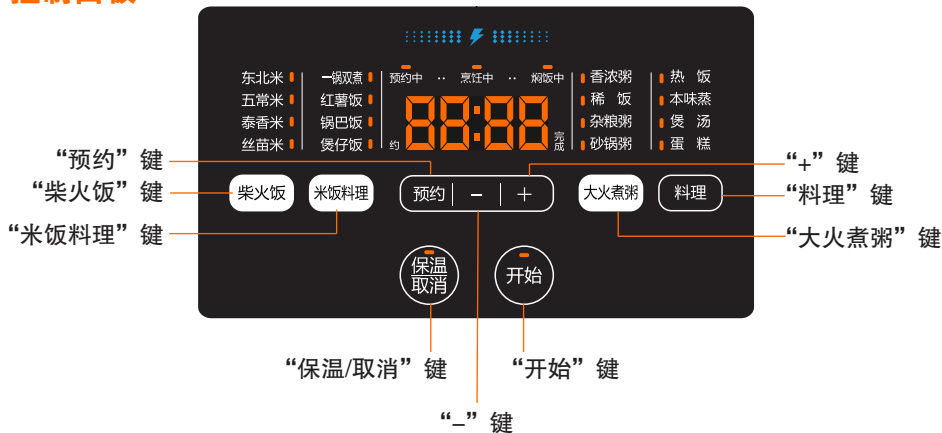 控制面板
东北米 一锅双煮 预约中 ·· 烹饪中 ·· 焖饭中 香浓粥 热 饭
五常米 红薯饭 稀 饭 本味蒸
泰香米 锅巴饭 88:88 杂粮粥 煲 汤
丝苗米 煲仔饭 约 完成 砂锅粥 蛋 糕
“预约” 键
“+” 键
“柴火饭” 键
柴火饭 米饭料理 预约 － ＋ 大火煮粥 料理
“料理” 键
“米饭料理” 键
“大火煮粥” 键
保温
取消
开始
“保温/取消” 键
“开始” 键
“–” 键